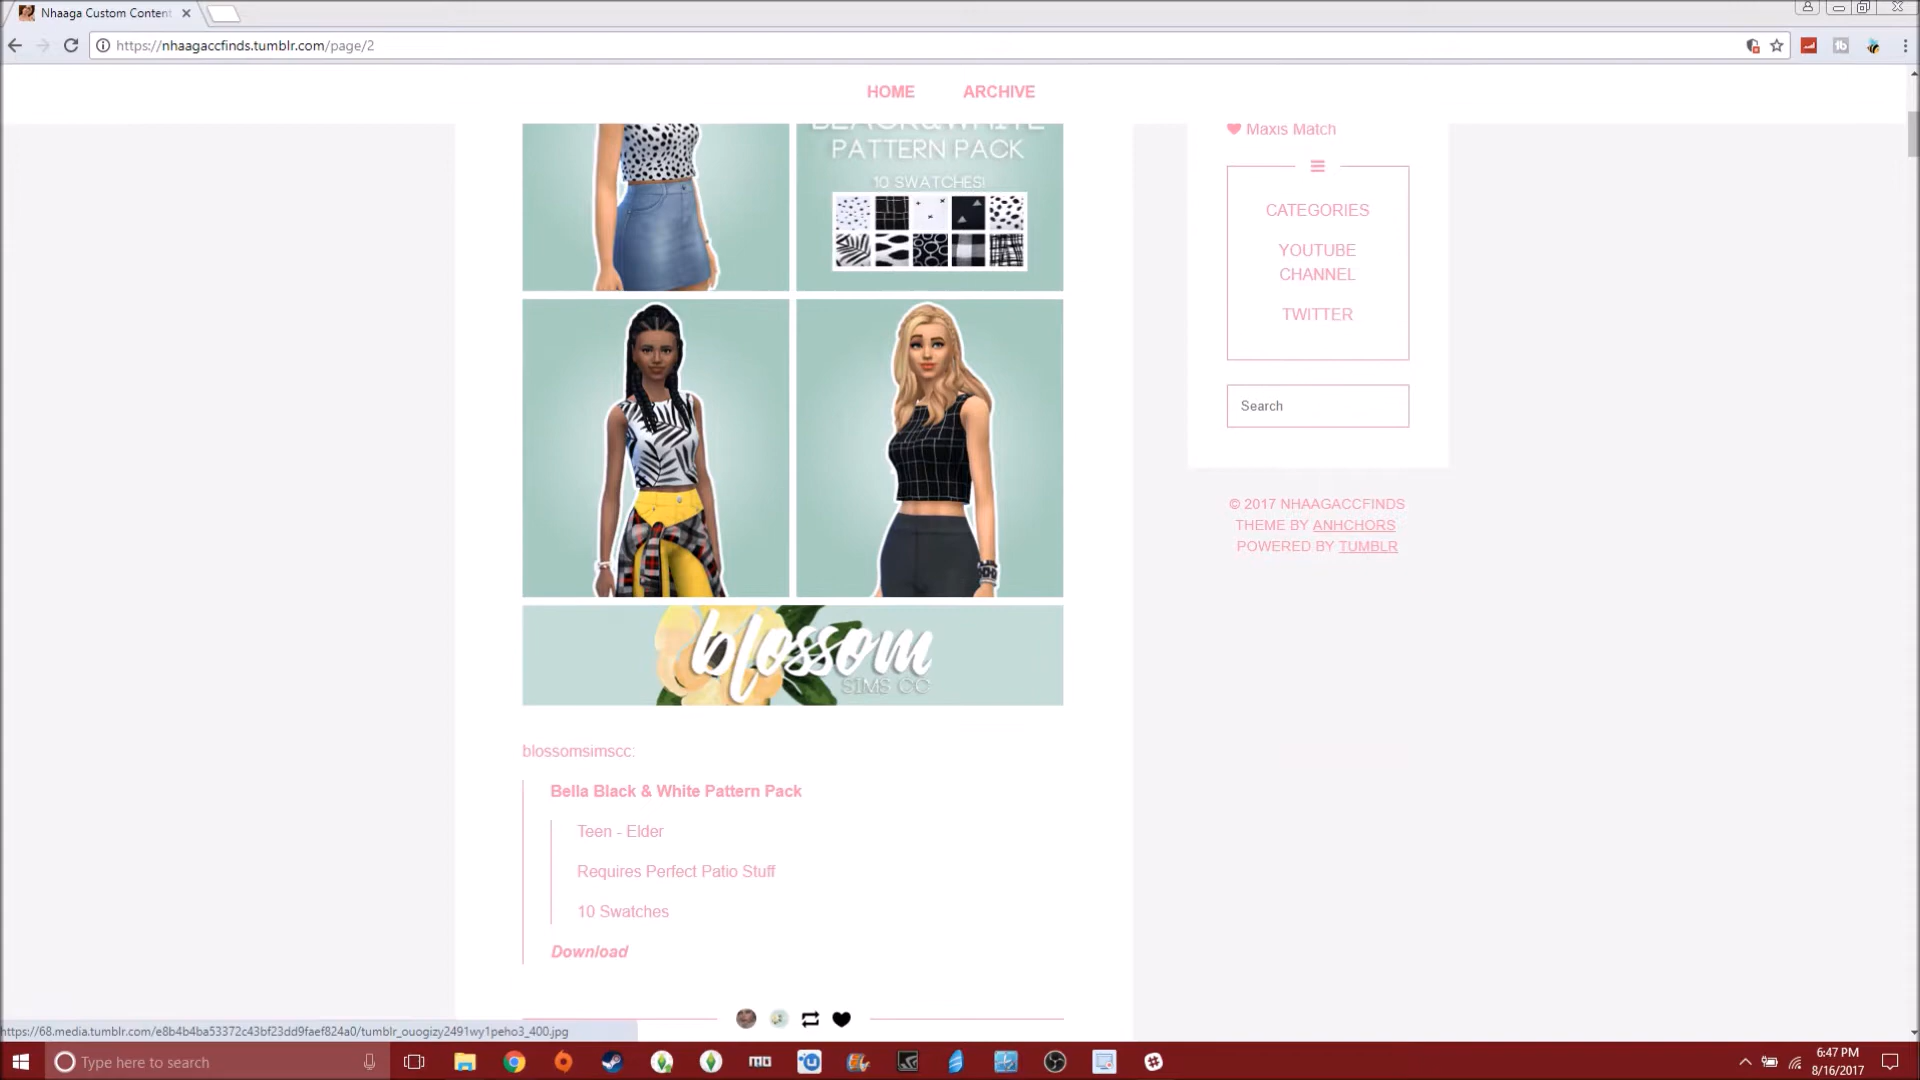 Nhaaga Custom Content
https://nhaagaccfinds.tumblr.com/page/2
HOME
ARCHIVE
BLACK&WHITE
PATTERN PACK
10 SWATCHES!
Maxis Match
CATEGORIES
YOUTUBE
CHANNEL
TWITTER
Search
© 2017 NHAAGACCFINDS
THEME BY ANHCHORS
POWERED BY TUMBLR
blossom
SIMS CC
blossomsimscc:
Bella Black & White Pattern Pack
Teen - Elder
Requires Perfect Patio Stuff
10 Swatches
Download
https://68.media.tumblr.com/e8b4b4ba53372c43bf23dd9faef824a0/tumblr_ouogizy2491wy1peho3_400.jpg
Type here to search
6:47 PM
8/16/2017